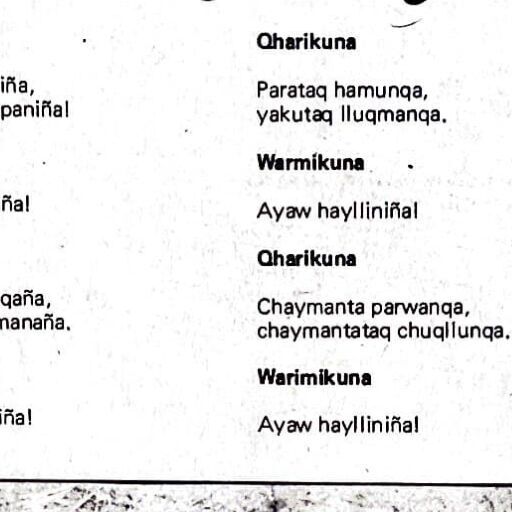 iña,
paniña!
ña!
qaña,
manaña.
iña!
Qharikuna
Parataq hamunqa,
yakutaq lluqmanqa.
Warmikuna
Ayaw haylliniña!
Qharikuna
Chaymanta parwanqa,
chaymantataq chuqllunqa.
Warimikuna
Ayaw haylliniña!